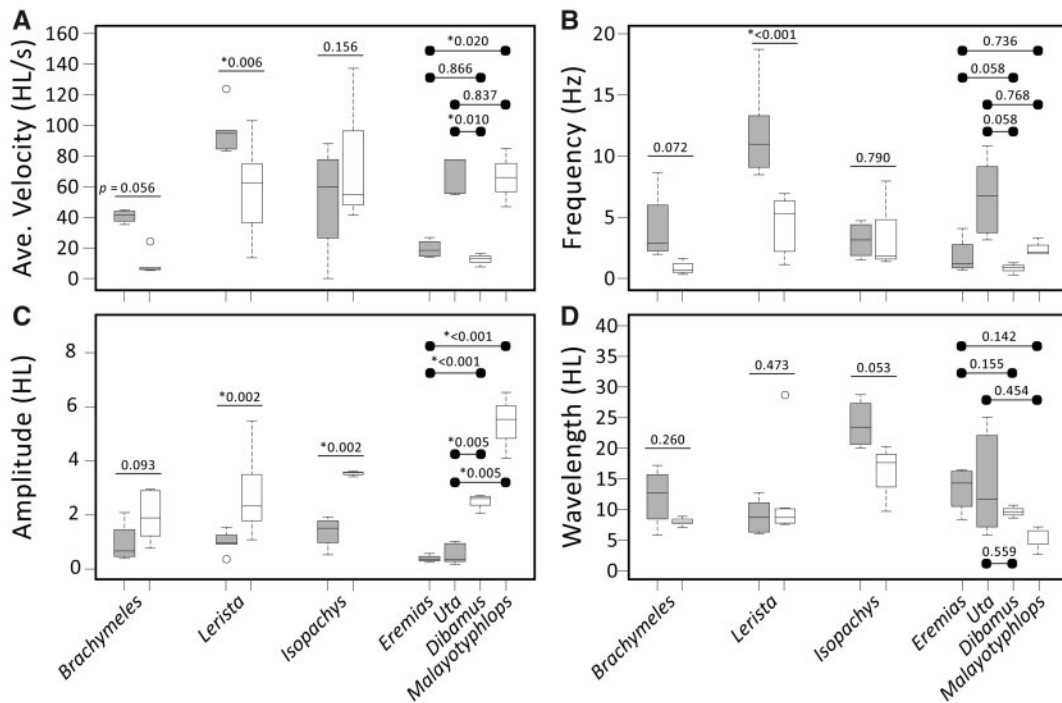 A
Ave. Velocity (HL/s)
160
140
120
100
80
60
40
20
0
p = 0.056
*0.006
0.156
*0.020
0.866
0.837
*0.010
B
Frequency (Hz)
20
15
10
5
0
0.072
*<0.001
0.790
0.736
0.058
0.768
0.058
C
Amplitude (HL)
8
6
4
2
0
0.093
*0.002
*0.002
*<0.001
*<0.001
*0.005
*0.005
Brachymeles
Lerista
Isopachys
Eremias
Uta
Dibamus
Malayotyphlops
D
Wavelength (HL)
40
35
30
25
20
15
10
5
0
0.260
0.473
0.053
0.142
0.155
0.454
0.559
Brachymeles
Lerista
Isopachys
Eremias
Uta
Dibamus
Malayotyphlops